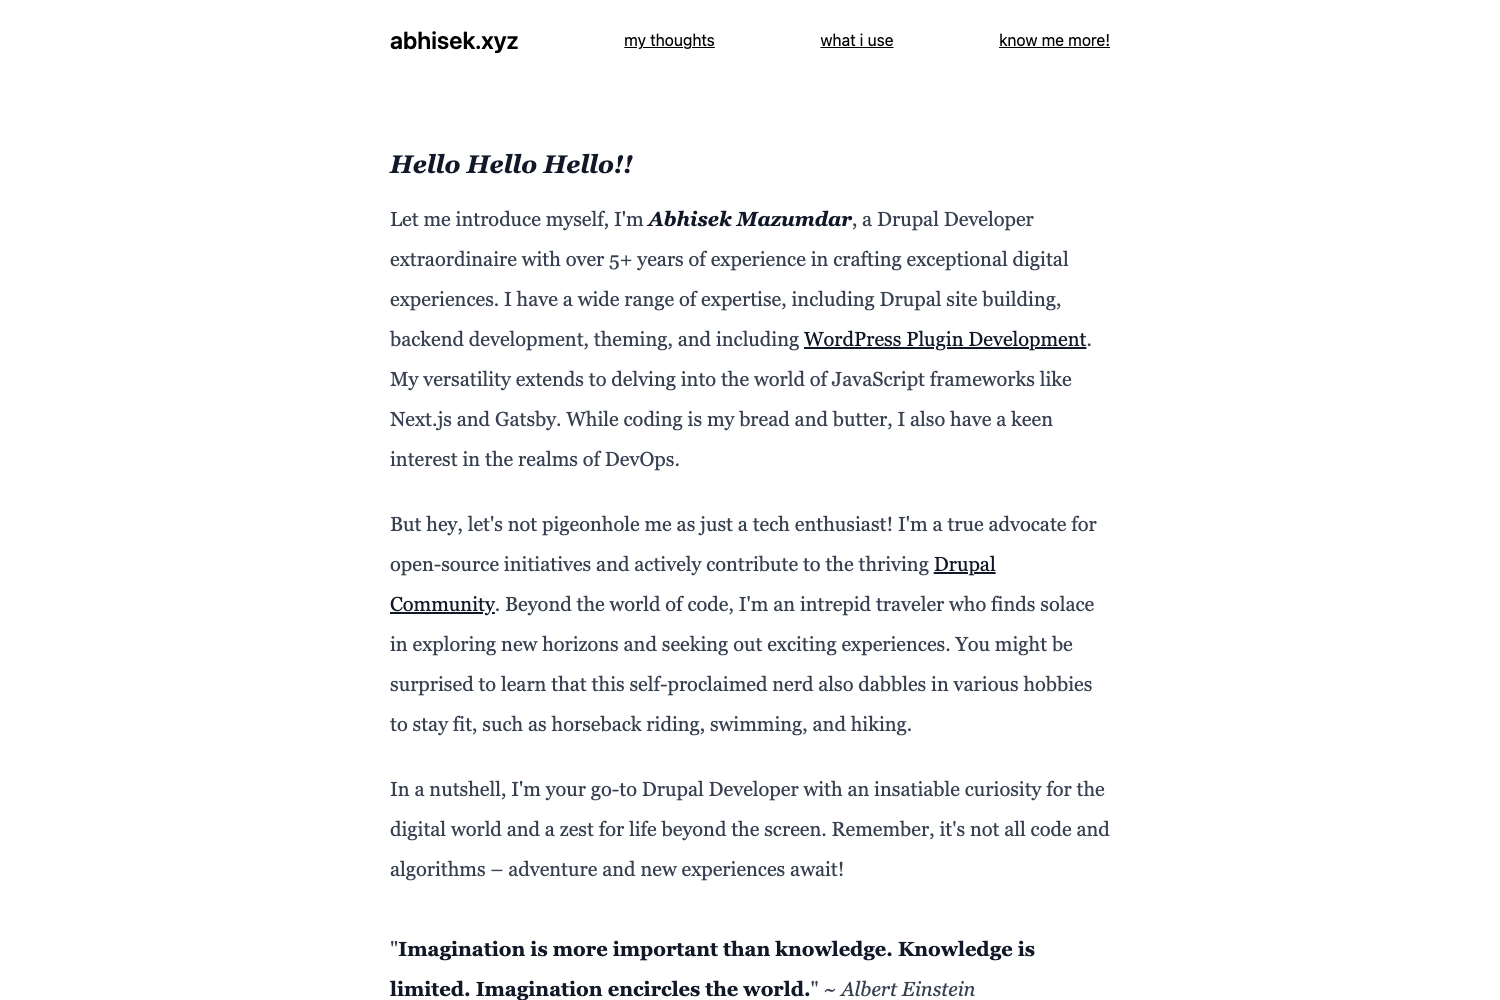 abhisek.xyz my thoughts what i use know me more!
Hello Hello Hello!!
Let me introduce myself, I'm Abhisek Mazumdar, a Drupal Developer
extraordinaire with over 5+ years of experience in crafting exceptional digital
experiences. I have a wide range of expertise, including Drupal site building,
backend development, theming, and including WordPress Plugin Development.
My versatility extends to delving into the world of JavaScript frameworks like
Next.js and Gatsby. While coding is my bread and butter, I also have a keen
interest in the realms of DevOps.
But hey, let's not pigeonhole me as just a tech enthusiast! I'm a true advocate for
open-source initiatives and actively contribute to the thriving Drupal
Community. Beyond the world of code, I'm an intrepid traveler who finds solace
in exploring new horizons and seeking out exciting experiences. You might be
surprised to learn that this self-proclaimed nerd also dabbles in various hobbies
to stay fit, such as horseback riding, swimming, and hiking.
In a nutshell, I'm your go-to Drupal Developer with an insatiable curiosity for the
digital world and a zest for life beyond the screen. Remember, it's not all code and
algorithms – adventure and new experiences await!
"Imagination is more important than knowledge. Knowledge is
limited. Imagination encircles the world." ~ Albert Einstein